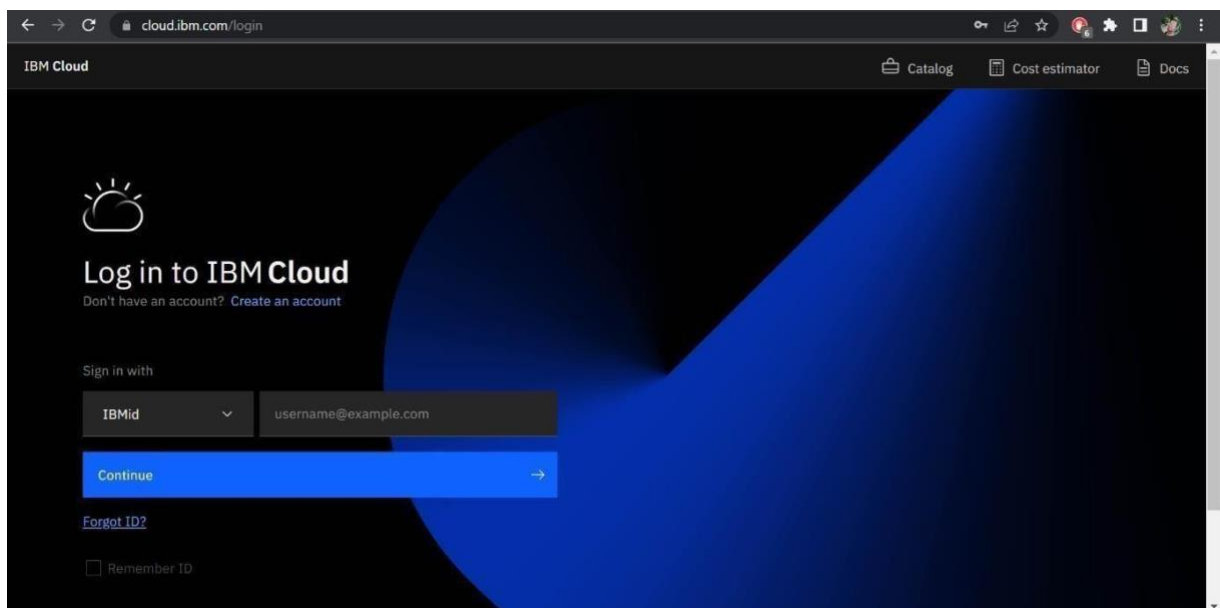 cloud.ibm.com/login
6
IBM Cloud
Catalog
Cost estimator
Docs
Log in to IBM Cloud
Don't have an account? Create an account
Sign in with
IBMid
username@example.com
Continue
Forgot ID?
Remember ID